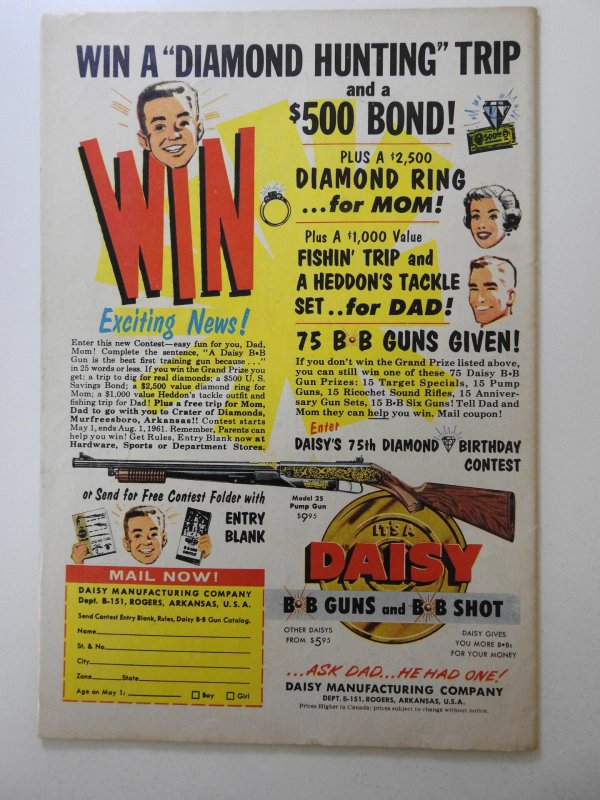 WIN A "DIAMOND HUNTING" TRIP
and a
$500 BOND!
WIN
PLUS A $2,500
DIAMOND RING
...for MOM!
Plus A $1,000 Value
FISHIN' TRIP and
A HEDDON'S TACKLE
SET..for DAD!
Exciting News!
Enter this new Contest—easy fun for you, Dad,
Mom! Complete the sentence, "A Daisy B•B
Gun is the best first training gun because . . ."
in 25 words or less. If you win the Grand Prize you
get: a trip to dig for real diamonds; a $500 U. S.
Savings Bond; a $2,500 value diamond ring for
Mom; a $1,000 value Heddon's tackle outfit and
fishing trip for Dad! Plus a free trip for Mom,
Dad to go with you to Crater of Diamonds,
Murfreesboro, Arkansas!! Contest starts
May 1, ends Aug. 1, 1961. Remember, Parents can
help you win! Get Rules, Entry Blank now at
Hardware, Sports or Department Stores.
75 B•B GUNS GIVEN!
If you don't win the Grand Prize listed above,
you can still win one of these 75 Daisy B•B
Gun Prizes: 15 Target Specials, 15 Pump
Guns, 15 Ricochet Sound Rifles, 15 Anniver-
sary Gun Sets, 15 B•B Six Guns! Tell Dad and
Mom they can help you win. Mail coupon!
Enter
DAISY'S 75th DIAMOND BIRTHDAY
CONTEST
or Send for Free Contest Folder with
ENTRY
BLANK
Model 25
Pump Gun
$9.95
IT'S A
DAISY
B•B GUNS and B•B SHOT
OTHER DAISYS
FROM $5.95
DAISY GIVES
YOU MORE B•Bs
FOR YOUR MONEY
MAIL NOW!
DAISY MANUFACTURING COMPANY
Dept. B-151, ROGERS, ARKANSAS, U. S. A.
Send Contest Entry Blank, Rules, Daisy B-B Gun Catalog.
Name
St. & No.
City
Zone State
Age on May 1: Boy Girl
...ASK DAD...HE HAD ONE!
DAISY MANUFACTURING COMPANY
DEPT. B-151, ROGERS, ARKANSAS, U.S.A.
Prices Higher in Canada; prices subject to change without notice.